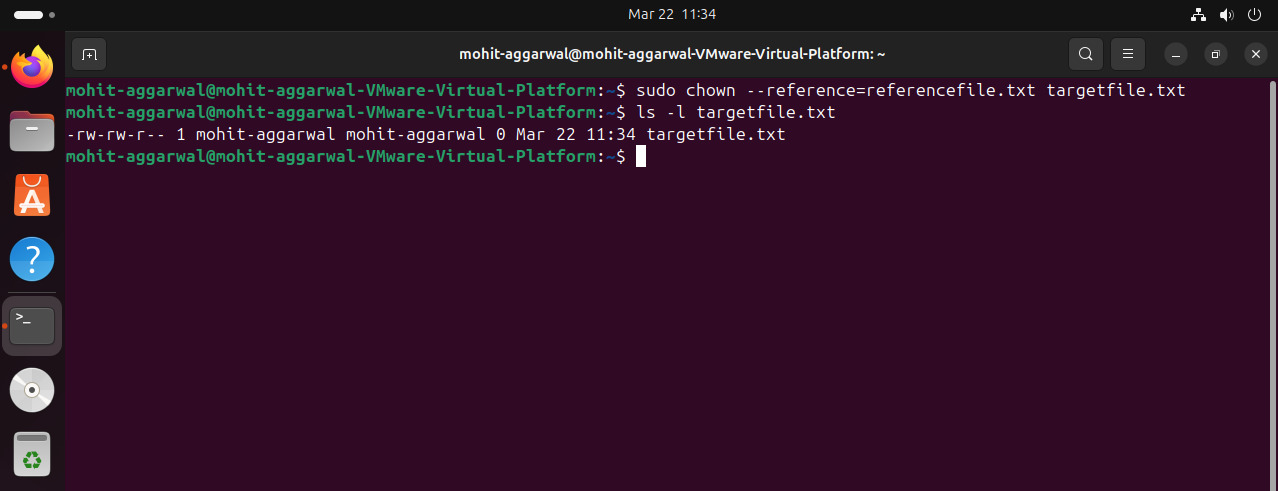 Mar 22 11:34
mohit-aggarwal@mohit-aggarwal-VMware-Virtual-Platform: ~
mohit-aggarwal@mohit-aggarwal-VMware-Virtual-Platform:~$ sudo chown --reference=referencefile.txt targetfile.txt
mohit-aggarwal@mohit-aggarwal-VMware-Virtual-Platform:~$ ls -l targetfile.txt
-rw-rw-r-- 1 mohit-aggarwal mohit-aggarwal 0 Mar 22 11:34 targetfile.txt
mohit-aggarwal@mohit-aggarwal-VMware-Virtual-Platform:~$